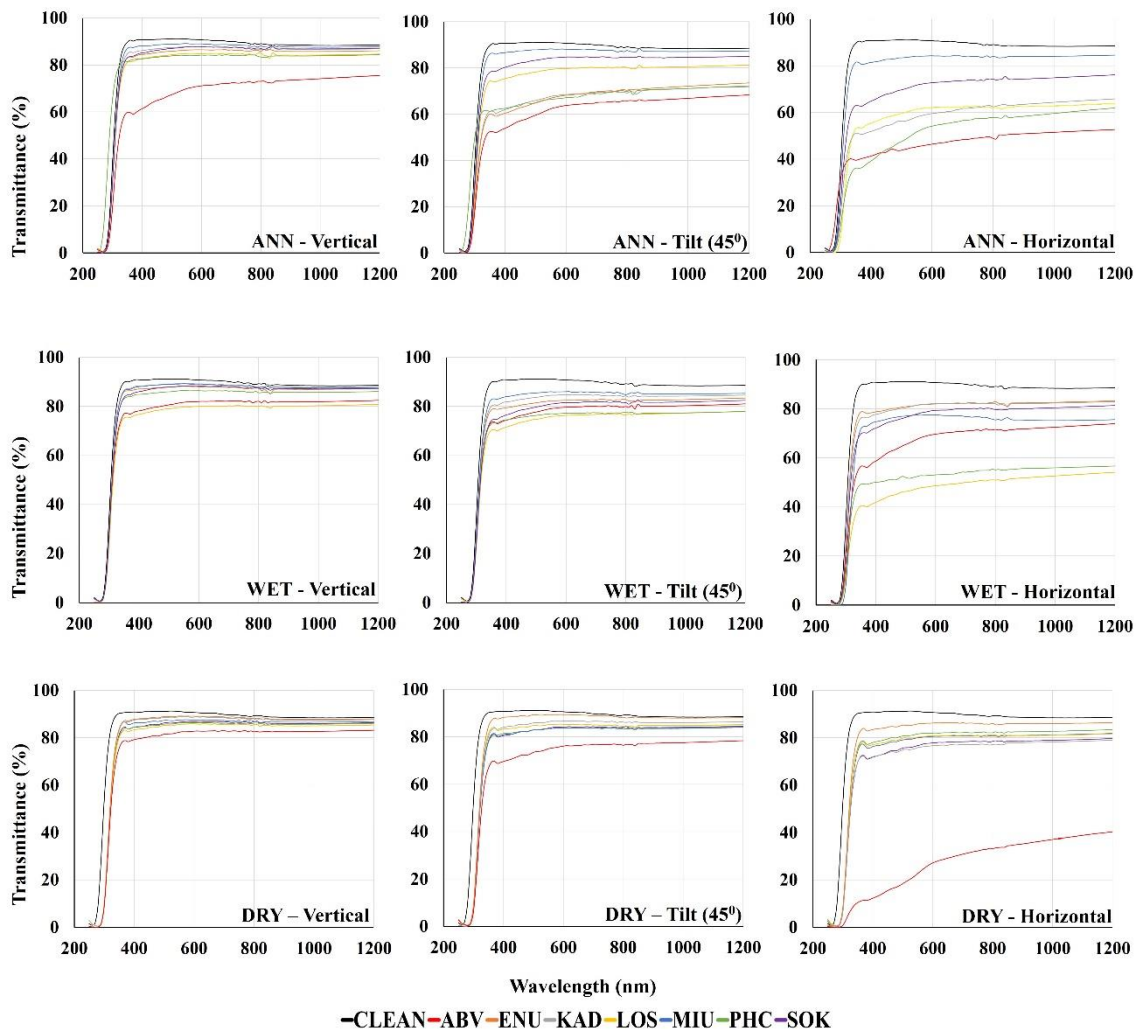 Transmittance (%)
100
80
60
40
20
0
ANN - Vertical
200 400 600 800 1000 1200
100
80
60
40
20
0
ANN - Tilt (45⁰)
200 400 600 800 1000 1200
100
80
60
40
20
0
ANN - Horizontal
200 400 600 800 1000 1200
Transmittance (%)
100
80
60
40
20
0
WET - Vertical
200 400 600 800 1000 1200
100
80
60
40
20
0
WET - Tilt (45⁰)
200 400 600 800 1000 1200
100
80
60
40
20
0
WET - Horizontal
200 400 600 800 1000 1200
Transmittance (%)
100
80
60
40
20
0
DRY – Vertical
200 400 600 800 1000 1200
100
80
60
40
20
0
DRY – Tilt (45⁰)
200 400 600 800 1000 1200
100
80
60
40
20
0
DRY - Horizontal
200 400 600 800 1000 1200
Wavelength (nm)
CLEAN ABV ENU KAD LOS MIU PHC SOK